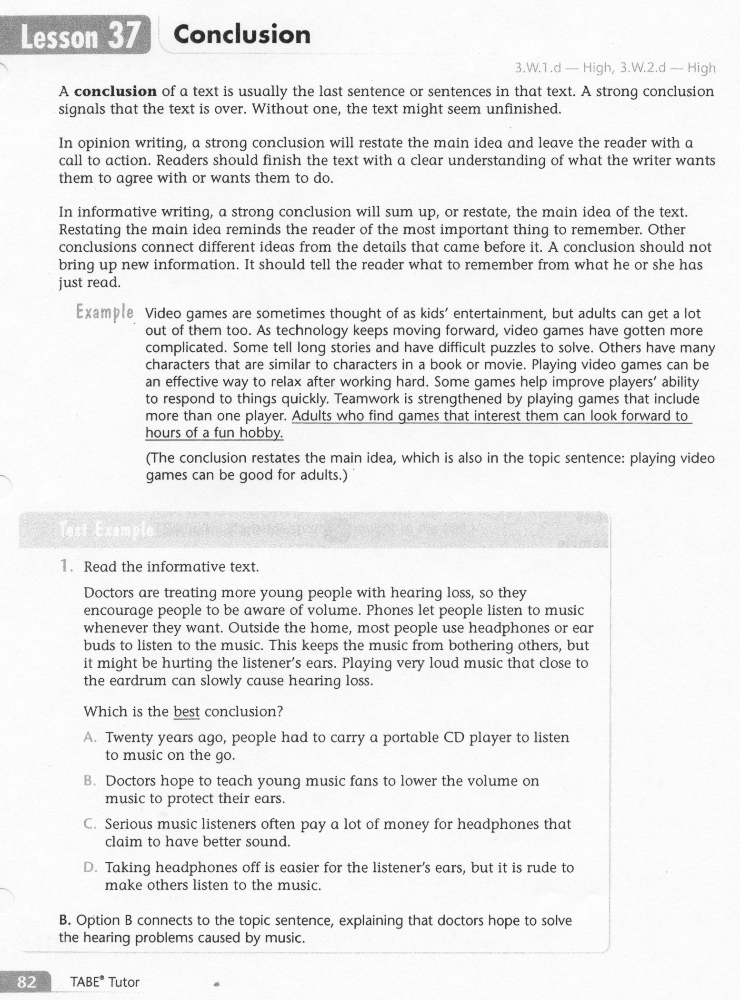 Lesson 37 Conclusion
3.W.1.d — High, 3.W.2.d — High
A conclusion of a text is usually the last sentence or sentences in that text. A strong conclusion
signals that the text is over. Without one, the text might seem unfinished.
In opinion writing, a strong conclusion will restate the main idea and leave the reader with a
call to action. Readers should finish the text with a clear understanding of what the writer wants
them to agree with or wants them to do.
In informative writing, a strong conclusion will sum up, or restate, the main idea of the text.
Restating the main idea reminds the reader of the most important thing to remember. Other
conclusions connect different ideas from the details that came before it. A conclusion should not
bring up new information. It should tell the reader what to remember from what he or she has
just read.
Example Video games are sometimes thought of as kids' entertainment, but adults can get a lot
out of them too. As technology keeps moving forward, video games have gotten more
complicated. Some tell long stories and have difficult puzzles to solve. Others have many
characters that are similar to characters in a book or movie. Playing video games can be
an effective way to relax after working hard. Some games help improve players' ability
to respond to things quickly. Teamwork is strengthened by playing games that include
more than one player. Adults who find games that interest them can look forward to
hours of a fun hobby.
(The conclusion restates the main idea, which is also in the topic sentence: playing video
games can be good for adults.)
Test Example
1. Read the informative text.
Doctors are treating more young people with hearing loss, so they
encourage people to be aware of volume. Phones let people listen to music
whenever they want. Outside the home, most people use headphones or ear
buds to listen to the music. This keeps the music from bothering others, but
it might be hurting the listener's ears. Playing very loud music that close to
the eardrum can slowly cause hearing loss.
Which is the best conclusion?
A. Twenty years ago, people had to carry a portable CD player to listen
to music on the go.
B. Doctors hope to teach young music fans to lower the volume on
music to protect their ears.
C. Serious music listeners often pay a lot of money for headphones that
claim to have better sound.
D. Taking headphones off is easier for the listener's ears, but it is rude to
make others listen to the music.
B. Option B connects to the topic sentence, explaining that doctors hope to solve
the hearing problems caused by music.
82 TABE® Tutor